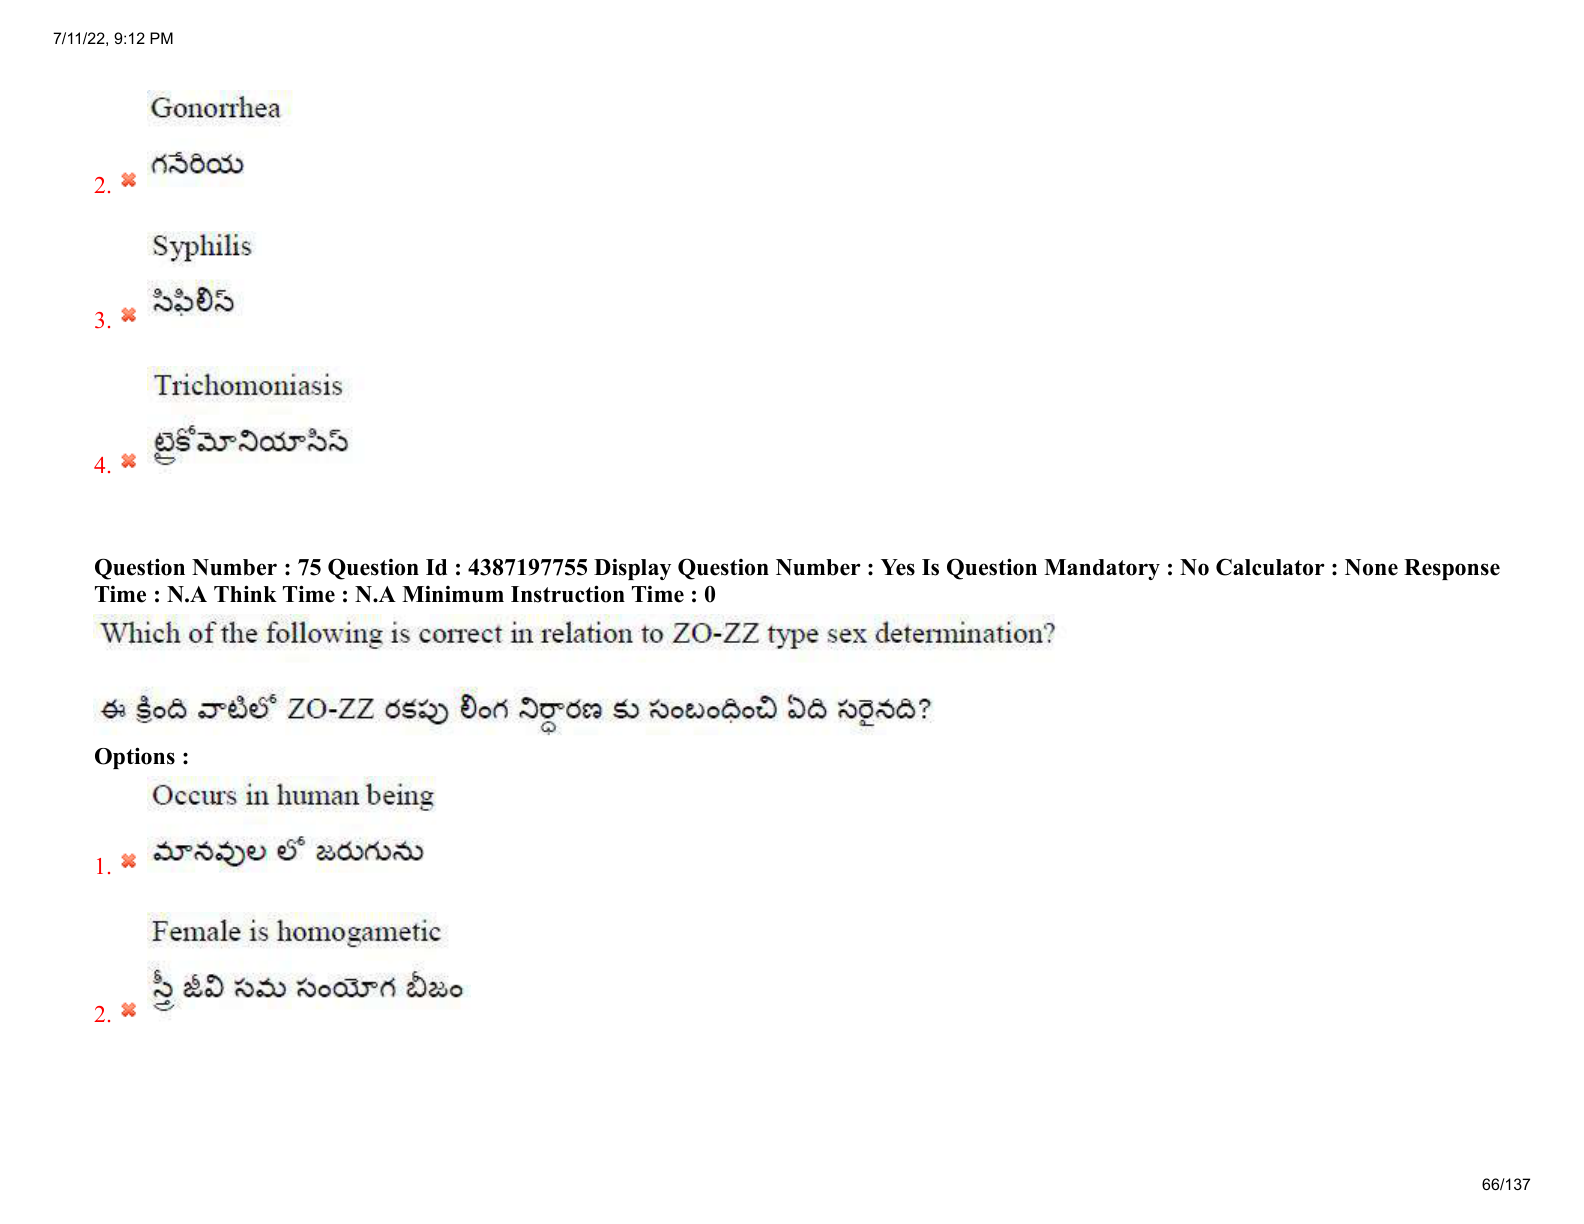 7/11/22, 9:12 PM
Gonorrhea
గనేరియ
2.
Syphilis
సిఫిలిస్
3.
Trichomoniasis
ట్రైకోమోనియాసిస్
4.
Question Number : 75 Question Id : 4387197755 Display Question Number : Yes Is Question Mandatory : No Calculator : None Response
Time : N.A Think Time : N.A Minimum Instruction Time : 0
Which of the following is correct in relation to ZO-ZZ type sex determination?
ఈ క్రింది వాటిలో ZO-ZZ రకపు లింగ నిర్ధారణ కు సంబంధించి ఏది సరైనది?
Options :
Occurs in human being
మానవుల లో జరుగును
1.
Female is homogametic
స్త్రీ జీవి సమ సంయోగ బీజం
2.
66/137